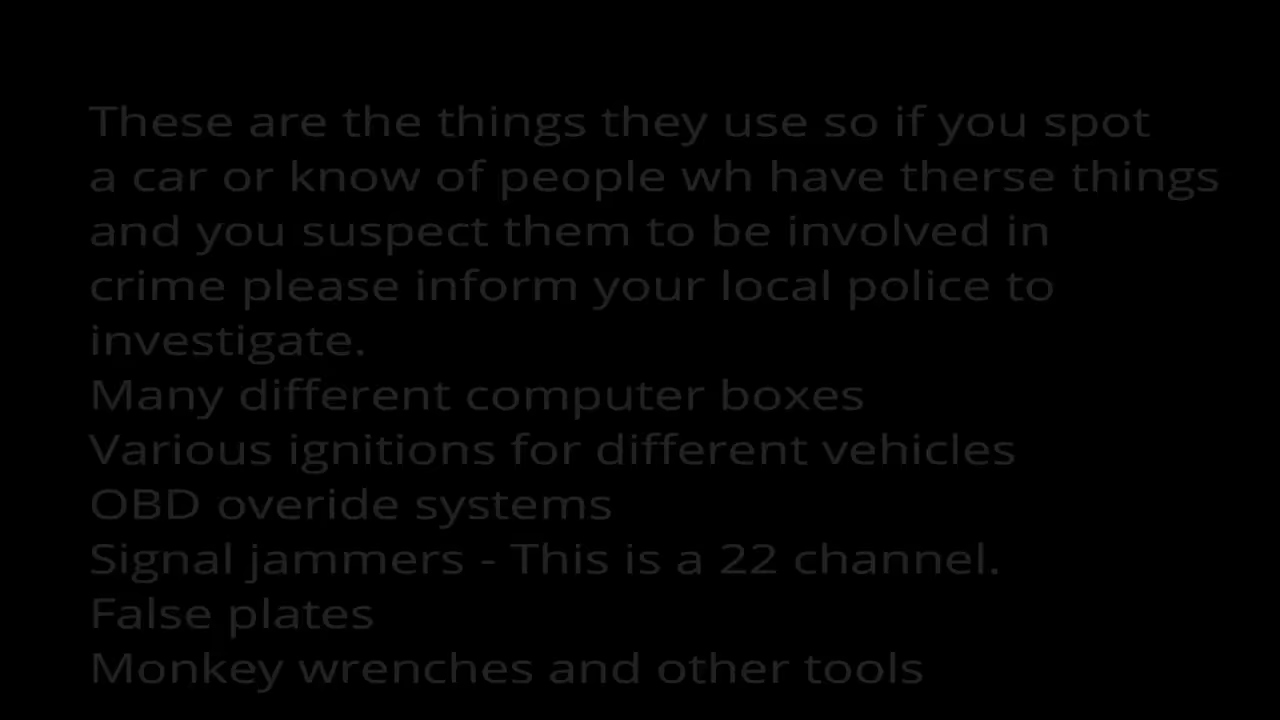 These are the things they use so if you spot
a car or know of people wh have therse things
and you suspect them to be involved in
crime please inform your local police to
investigate.
Many different computer boxes
Various ignitions for different vehicles
OBD overide systems
Signal jammers - This is a 22 channel.
False plates
Monkey wrenches and other tools